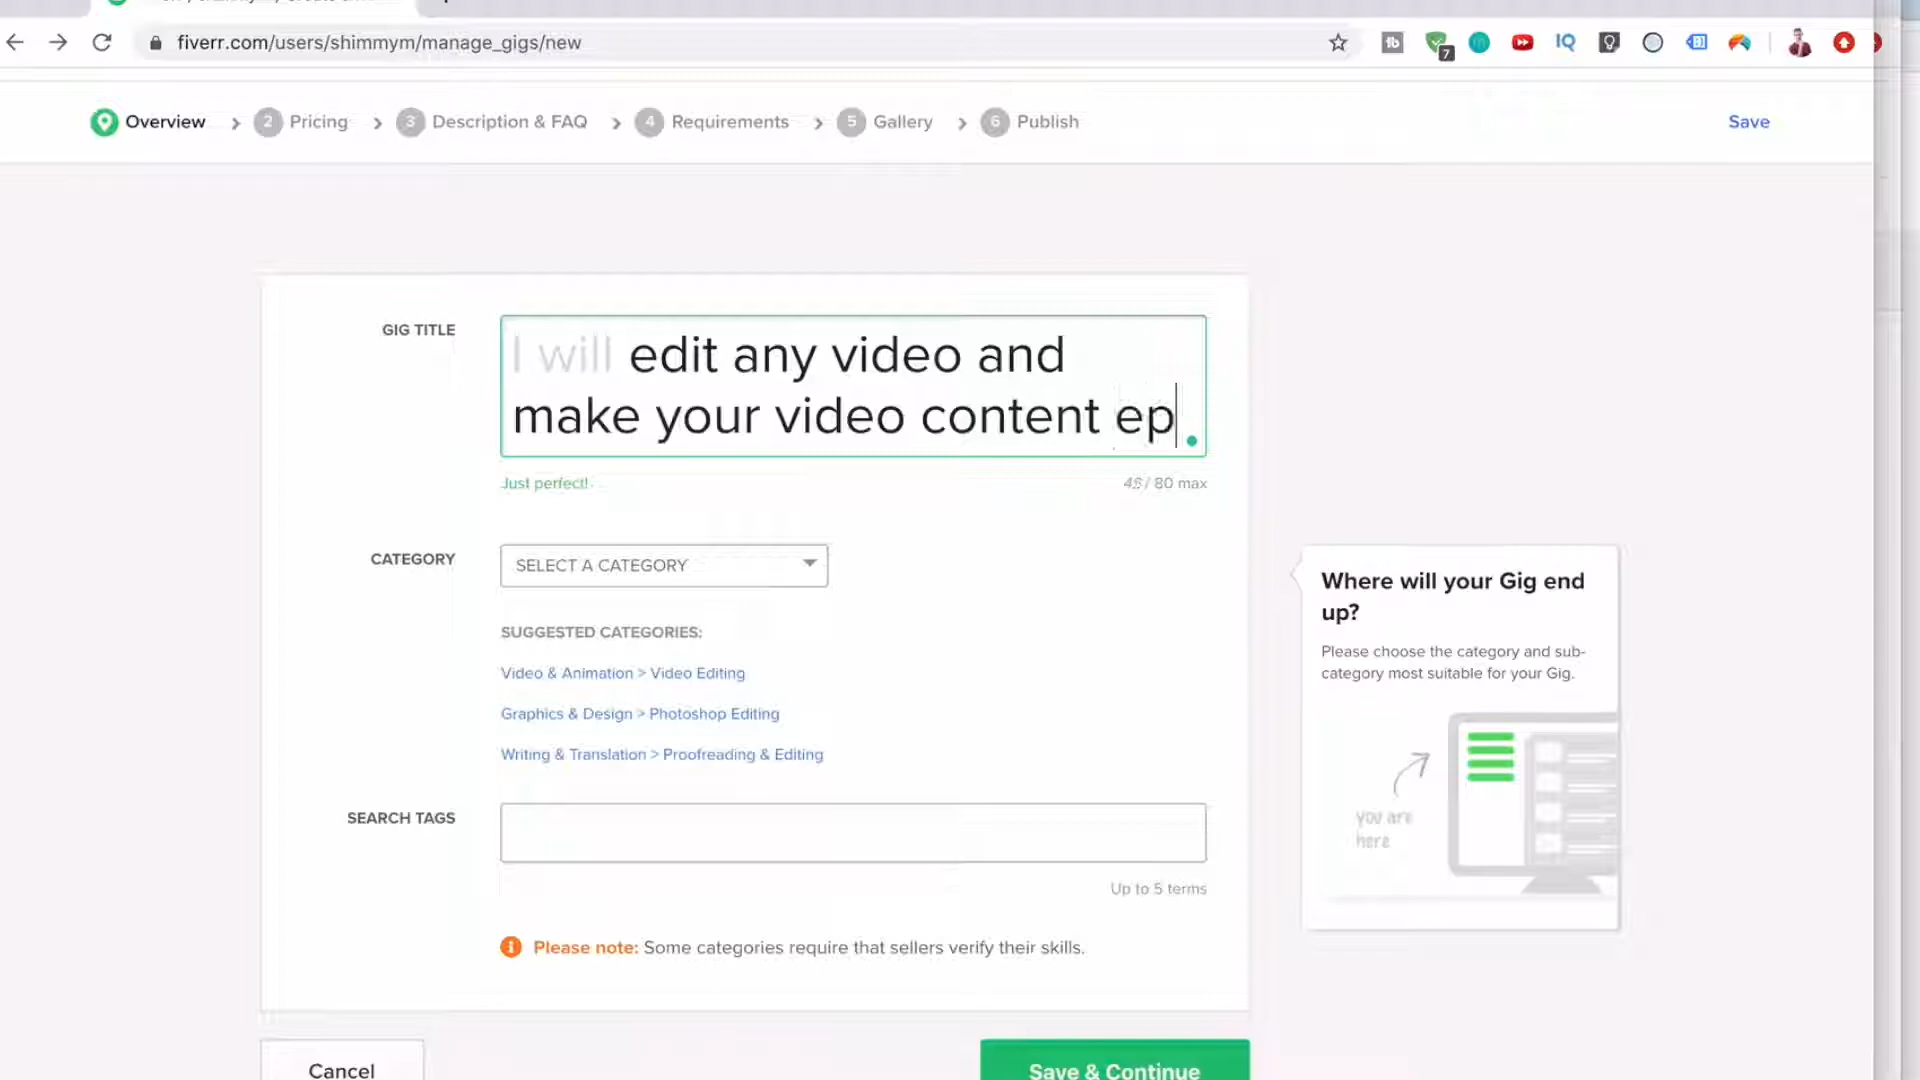 fiverr.com/users/shimmym/manage_gigs/new
7
IQ
Overview
2 Pricing
3 Description & FAQ
4 Requirements
5 Gallery
6 Publish
Save
GIG TITLE
I will edit any video and
make your video content ep
Just perfect!
/ 80 max
CATEGORY
SELECT A CATEGORY
SUGGESTED CATEGORIES:
Video & Animation > Video Editing
Graphics & Design > Photoshop Editing
Writing & Translation > Proofreading & Editing
Where will your Gig end
up?
Please choose the category and sub-
category most suitable for your Gig.
you are
here
SEARCH TAGS
Up to 5 terms
Please note: Some categories require that sellers verify their skills.
Cancel
Save & Continue